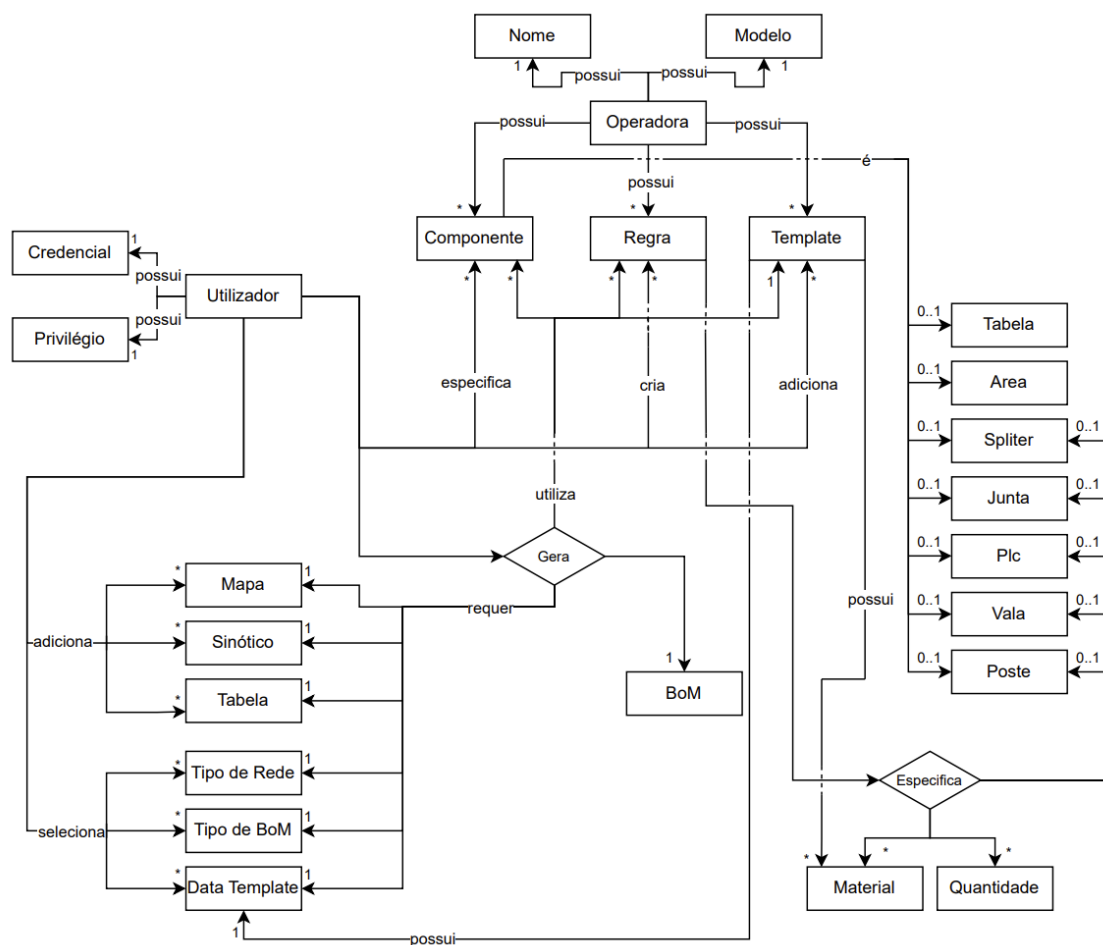 Nome
Modelo
1 possui possui 1
possui Operadora possui
é
possui
* * *
Componente Regra Template
1
Credencial
possui
* * * * 1 *
Utilizador
possui
Privilégio
1
0..1 Tabela
especifica cria adiciona
0..1 Area
0..1 Spliter 0..1
utiliza
0..1 Junta 0..1
Gera
0..1 Plc 0..1
* Mapa 1
requer
possui
0..1 Vala 0..1
adiciona
* Sinótico 1
0..1 Poste 0..1
1
BoM
* Tabela 1
* Tipo de Rede 1
Especifica
seleciona
* Tipo de BoM 1
* * *
* Data Template 1
Material Quantidade
1
possui